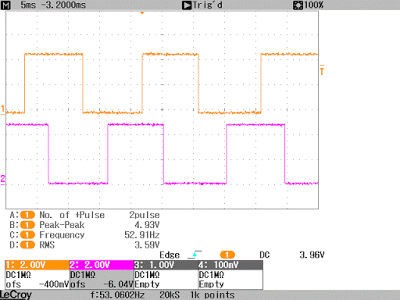 M 5ms -3.2000ms Trig'd 100%
T
1
2
A: 1 No. of +Pulse 2pulse
B: 1 Peak-Peak 4.93V
C: 1 Frequency 52.91Hz
D: 1 RMS 3.59V
Edge 1 DC 3.96V
1: 2.00V 2: 2.00V 3: 1.00V 4: 100mV
DC1MΩ DC1MΩ DC1MΩ DC1MΩ
ofs -400mV ofs -6.04V Empty Empty
LeCroy f:53.0602Hz 20kS 1k points